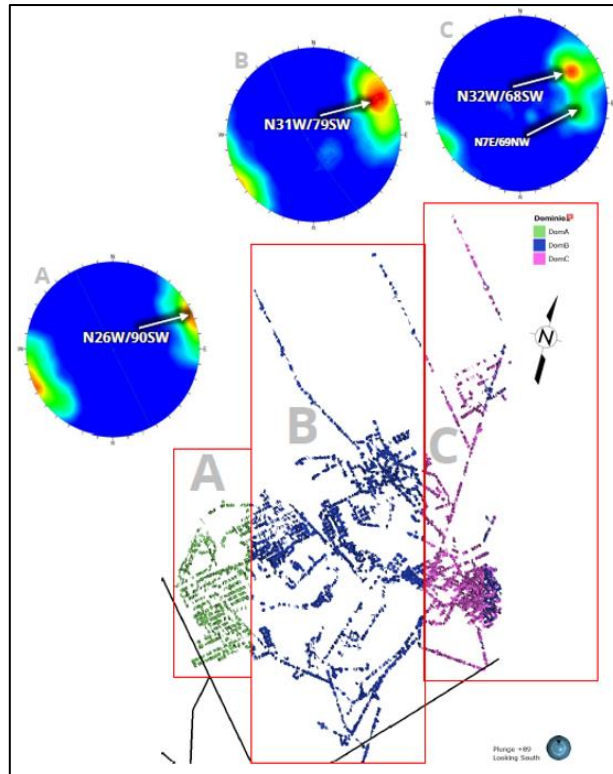 C
N
N32W/68SW
N7E/69NW
W
E
S
B
N
N31W/79SW
W
E
S
A
N
N26W/90SW
W
E
S
Dominio
DomA
DomB
DomC
N
A
B
C
Plunge +89
Looking South